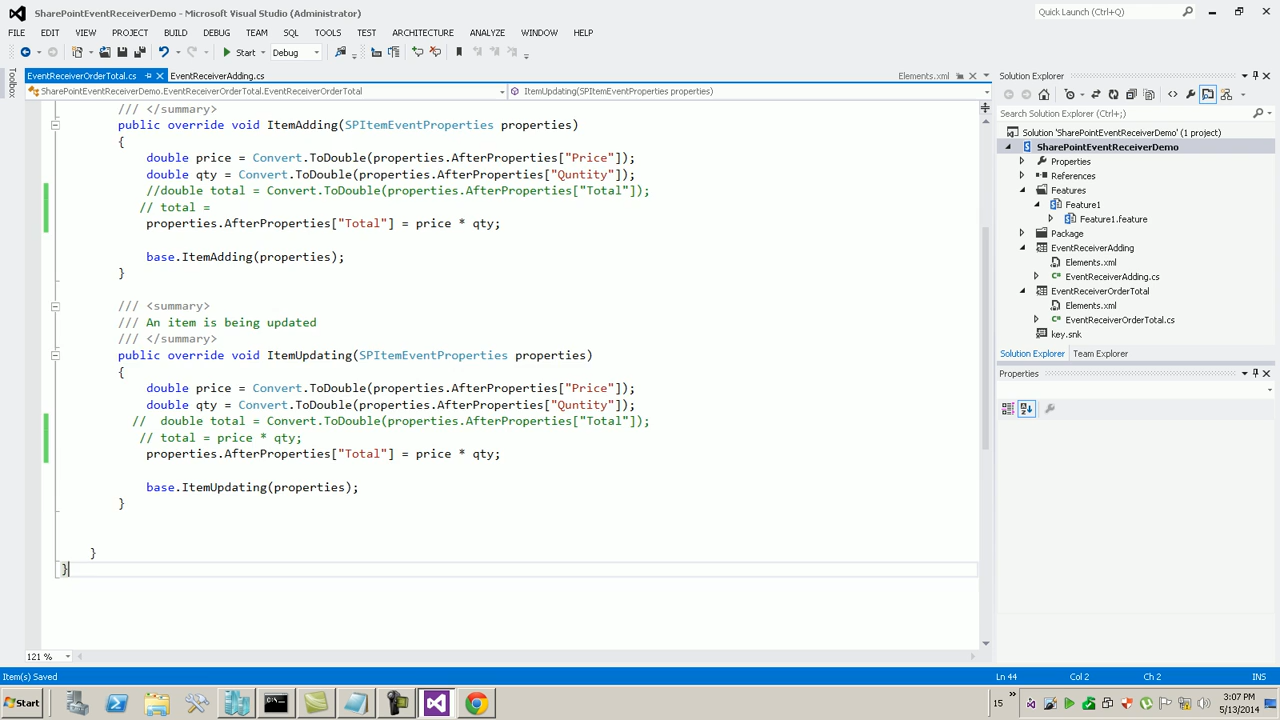 SharePointEventReceiverDemo - Microsoft Visual Studio (Administrator)
Quick Launch (Ctrl+Q)
FILE EDIT VIEW PROJECT BUILD DEBUG TEAM SQL TOOLS TEST ARCHITECTURE ANALYZE WINDOW HELP
Start Debug
Toolbox
EventReceiverOrderTotal.cs EventReceiverAdding.cs Elements.xml
SharePointEventReceiverDemo.EventReceiverOrderTotal.EventReceiverOrderTotal ItemUpdating(SPItemEventProperties properties)
/// </summary>
public override void ItemAdding(SPItemEventProperties properties)
{
double price = Convert.ToDouble(properties.AfterProperties["Price"]);
double qty = Convert.ToDouble(properties.AfterProperties["Quntity"]);
//double total = Convert.ToDouble(properties.AfterProperties["Total"]);
// total =
properties.AfterProperties["Total"] = price * qty;
base.ItemAdding(properties);
}
/// <summary>
/// An item is being updated
/// </summary>
public override void ItemUpdating(SPItemEventProperties properties)
{
double price = Convert.ToDouble(properties.AfterProperties["Price"]);
double qty = Convert.ToDouble(properties.AfterProperties["Quntity"]);
// double total = Convert.ToDouble(properties.AfterProperties["Total"]);
// total = price * qty;
properties.AfterProperties["Total"] = price * qty;
base.ItemUpdating(properties);
}
}
}
121 %
Solution Explorer
Search Solution Explorer (Ctrl+;)
Solution 'SharePointEventReceiverDemo' (1 project)
SharePointEventReceiverDemo
Properties
References
Features
Feature1
Feature1.feature
Package
EventReceiverAdding
Elements.xml
EventReceiverAdding.cs
EventReceiverOrderTotal
Elements.xml
EventReceiverOrderTotal.cs
key.snk
Solution Explorer Team Explorer
Properties
Item(s) Saved Ln 44 Col 2 Ch 2 INS
Start 15 3:07 PM
5/13/2014